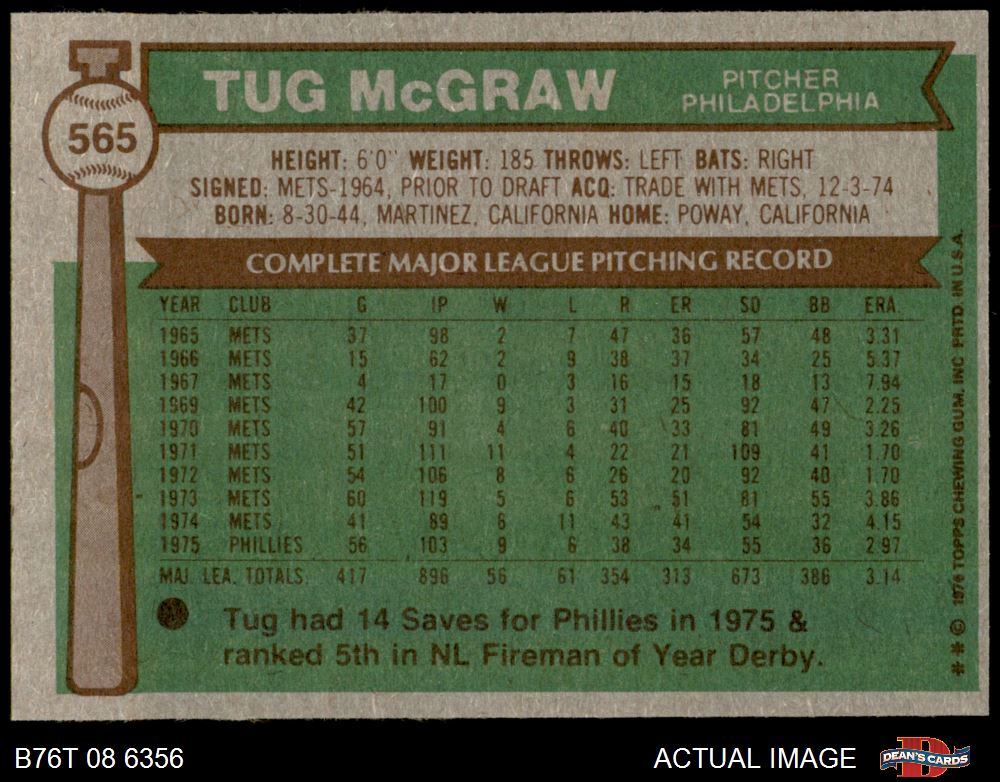 565
TUG McGRAW
PITCHER
PHILADELPHIA
HEIGHT: 6'0" WEIGHT: 185 THROWS: LEFT BATS: RIGHT
SIGNED: METS-1964, PRIOR TO DRAFT ACQ: TRADE WITH METS, 12-3-74
BORN: 8-30-44, MARTINEZ, CALIFORNIA HOME: POWAY, CALIFORNIA
COMPLETE MAJOR LEAGUE PITCHING RECORD
YEAR CLUB G IP W L R ER SO BB ERA.
1965 METS 37 98 2 7 47 36 57 48 3.31
1966 METS 15 62 2 9 38 37 34 25 5.37
1967 METS 4 17 0 3 16 15 18 13 7.94
1969 METS 42 100 9 3 31 25 92 47 2.25
1970 METS 57 91 4 6 40 33 81 49 3.26
1971 METS 51 111 11 4 22 21 109 41 1.70
1972 METS 54 106 8 6 26 20 92 40 1.70
1973 METS 60 119 5 6 53 51 81 55 3.86
1974 METS 41 89 6 11 43 41 54 32 4.15
1975 PHILLIES 56 103 9 6 38 34 55 36 2.97
MAJ. LEA. TOTALS 417 896 56 61 354 313 673 386 3.14
Tug had 14 Saves for Phillies in 1975 &
ranked 5th in NL Fireman of Year Derby.
** © 1976 TOPPS CHEWING GUM, INC. PRTD. IN U.S.A.
B76T 08 6356
ACTUAL IMAGE
DEAN'S CARDS